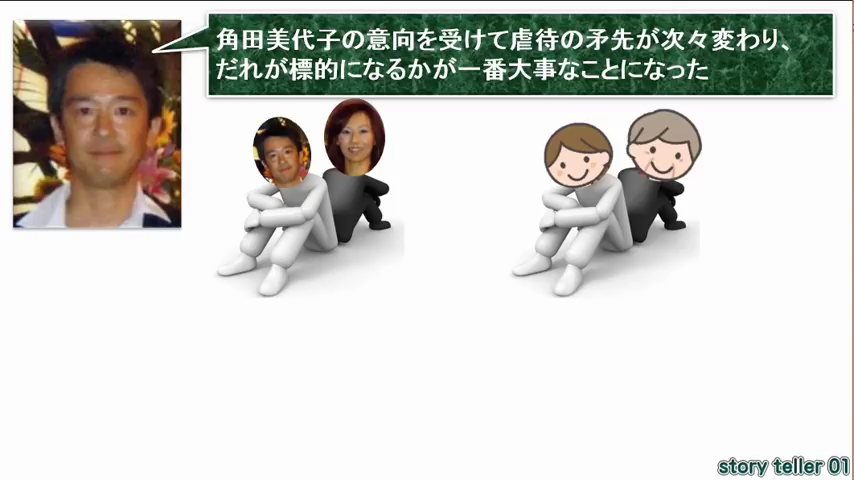 角田美代子の意向を受けて虐待の矛先が次々変わり、
だれが標的になるかが一番大事なことになった
story teller 01